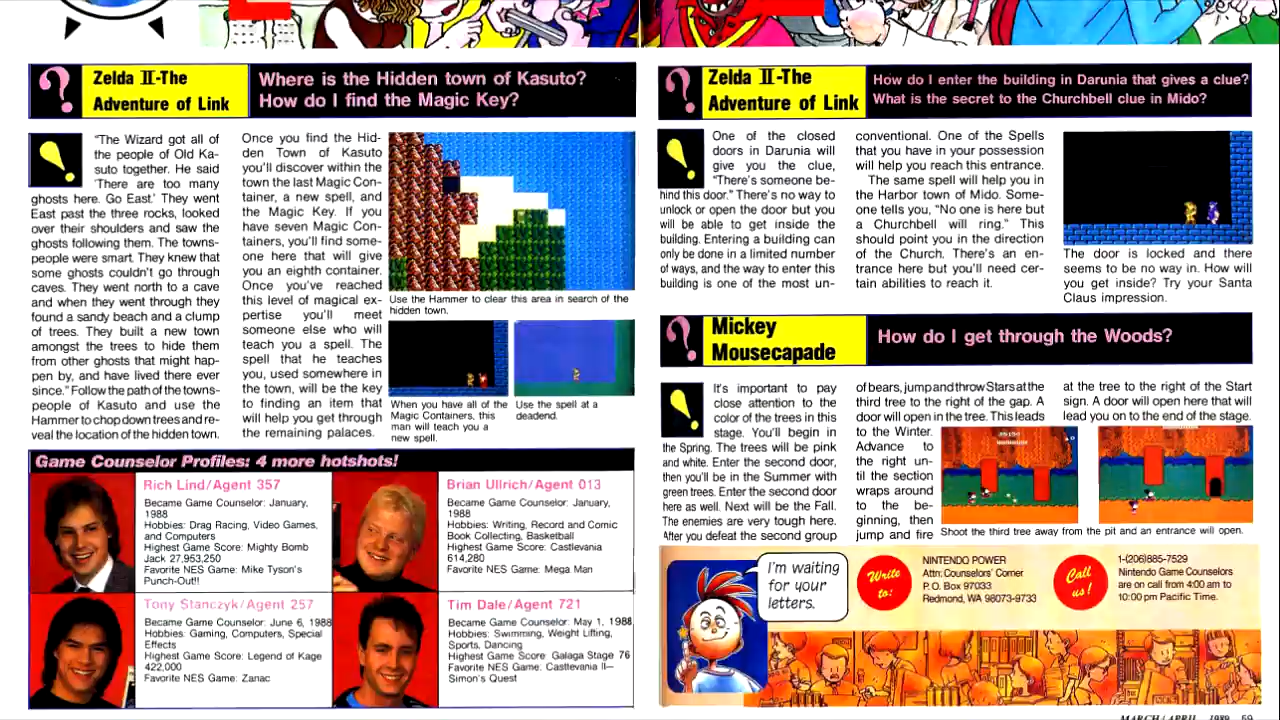 Zelda II-The
Adventure of Link
Where is the Hidden town of Kasuto?
How do I find the Magic Key?
"The Wizard got all of
the people of Old Ka-
suto together. He said
'There are too many
ghosts here. Go East.' They went
East past the three rocks, looked
over their shoulders and saw the
ghosts following them. The towns-
people were smart. They knew that
some ghosts couldn't go through
caves. They went north to a cave
and when they went through they
found a sandy beach and a clump
of trees. They built a new town
amongst the trees to hide them
from other ghosts that might hap-
pen by, and have lived there ever
since." Follow the path of the towns-
people of Kasuto and use the
Hammer to chop down trees and re-
veal the location of the hidden town.
Once you find the Hid-
den Town of Kasuto
you'll discover within the
town the last Magic Con-
tainer, a new spell, and
the Magic Key. If you
have seven Magic Con-
tainers, you'll find some-
one here that will give
you an eighth container.
Once you've reached
this level of magical ex-
pertise you'll meet
someone else who will
teach you a spell. The
spell that he teaches
you, used somewhere in
the town, will be the key
to finding an item that
will help you get through
the remaining palaces.
Use the Hammer to clear this area in search of the
hidden town.
When you have all of the
Magic Containers, this
man will teach you a
new spell.
Use the spell at a
deadend.
Game Counselor Profiles: 4 more hotshots!
Rich Lind/Agent 357
Became Game Counselor: January,
1988
Hobbies: Drag Racing, Video Games,
and Computers
Highest Game Score: Mighty Bomb
Jack 27,953,250
Favorite NES Game: Mike Tyson's
Punch-Out!!
Brian Ullrich/Agent 013
Became Game Counselor: January,
1988
Hobbies: Writing, Record and Comic
Book Collecting, Basketball
Highest Game Score: Castlevania
614,280
Favorite NES Game: Mega Man
Tony Stanczyk/Agent 257
Became Game Counselor: June 6, 1988
Hobbies: Gaming, Computers, Special
Effects
Highest Game Score: Legend of Kage
422,000
Favorite NES Game: Zanac
Tim Dale/Agent 721
Became Game Counselor: May 1, 1988
Hobbies: Swimming, Weight Lifting,
Sports, Dancing
Highest Game Score: Galaga Stage 76
Favorite NES Game: Castlevania II—
Simon's Quest
Zelda II-The
Adventure of Link
How do I enter the building in Darunia that gives a clue?
What is the secret to the Churchbell clue in Mido?
One of the closed
doors in Darunia will
give you the clue,
"There's someone be-
hind this door." There's no way to
unlock or open the door but you
will be able to get inside the
building. Entering a building can
only be done in a limited number
of ways, and the way to enter this
building is one of the most un-
conventional. One of the Spells
that you have in your possession
will help you reach this entrance.
The same spell will help you in
the Harbor town of Mido. Some-
one tells you, "No one is here but
a Churchbell will ring." This
should point you in the direction
of the Church. There's an en-
trance here but you'll need cer-
tain abilities to reach it.
The door is locked and there
seems to be no way in. How will
you get inside? Try your Santa
Claus impression.
Mickey
Mousecapade
How do I get through the Woods?
It's important to pay
close attention to the
color of the trees in this
stage. You'll begin in
the Spring. The trees will be pink
and white. Enter the second door,
then you'll be in the Summer with
green trees. Enter the second door
here as well. Next will be the Fall.
The enemies are very tough here.
After you defeat the second group
of bears, jump and throw Stars at the
third tree to the right of the gap. A
door will open in the tree. This leads
to the Winter.
Advance to
the right un-
til the section
wraps around
to the be-
ginning, then
jump and fire
at the tree to the right of the Start
sign. A door will open here that will
lead you on to the end of the stage.
Shoot the third tree away from the pit and an entrance will open.
I'm waiting
for your
letters.
Write
to:
NINTENDO POWER
Attn: Counselors' Corner
P.O. Box 97033
Redmond, WA 98073-9733
Call
us!
1-(206)885-7529
Nintendo Game Counselors
are on call from 4:00 am to
10:00 pm Pacific Time.
MARCH/APRIL 1989 59